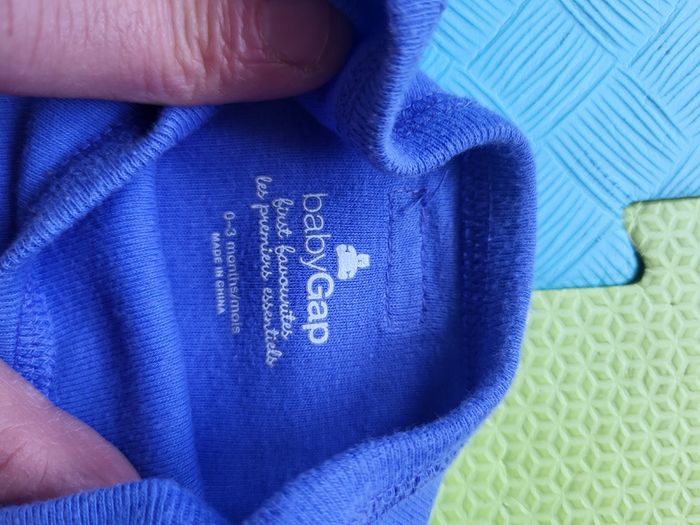 babyGap
first favourites
les premiers essentiels
0-3 months/mois
MADE IN CHINA